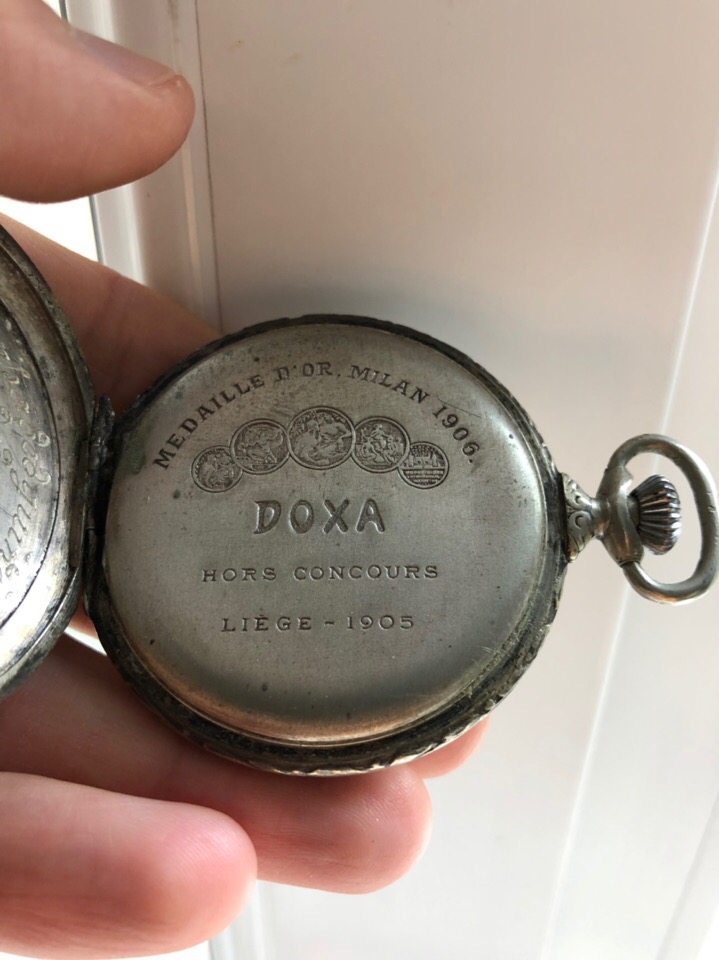 MEDAILLE D'OR, MILAN 1906.
DOXA
HORS CONCOURS
LIÈGE - 1905